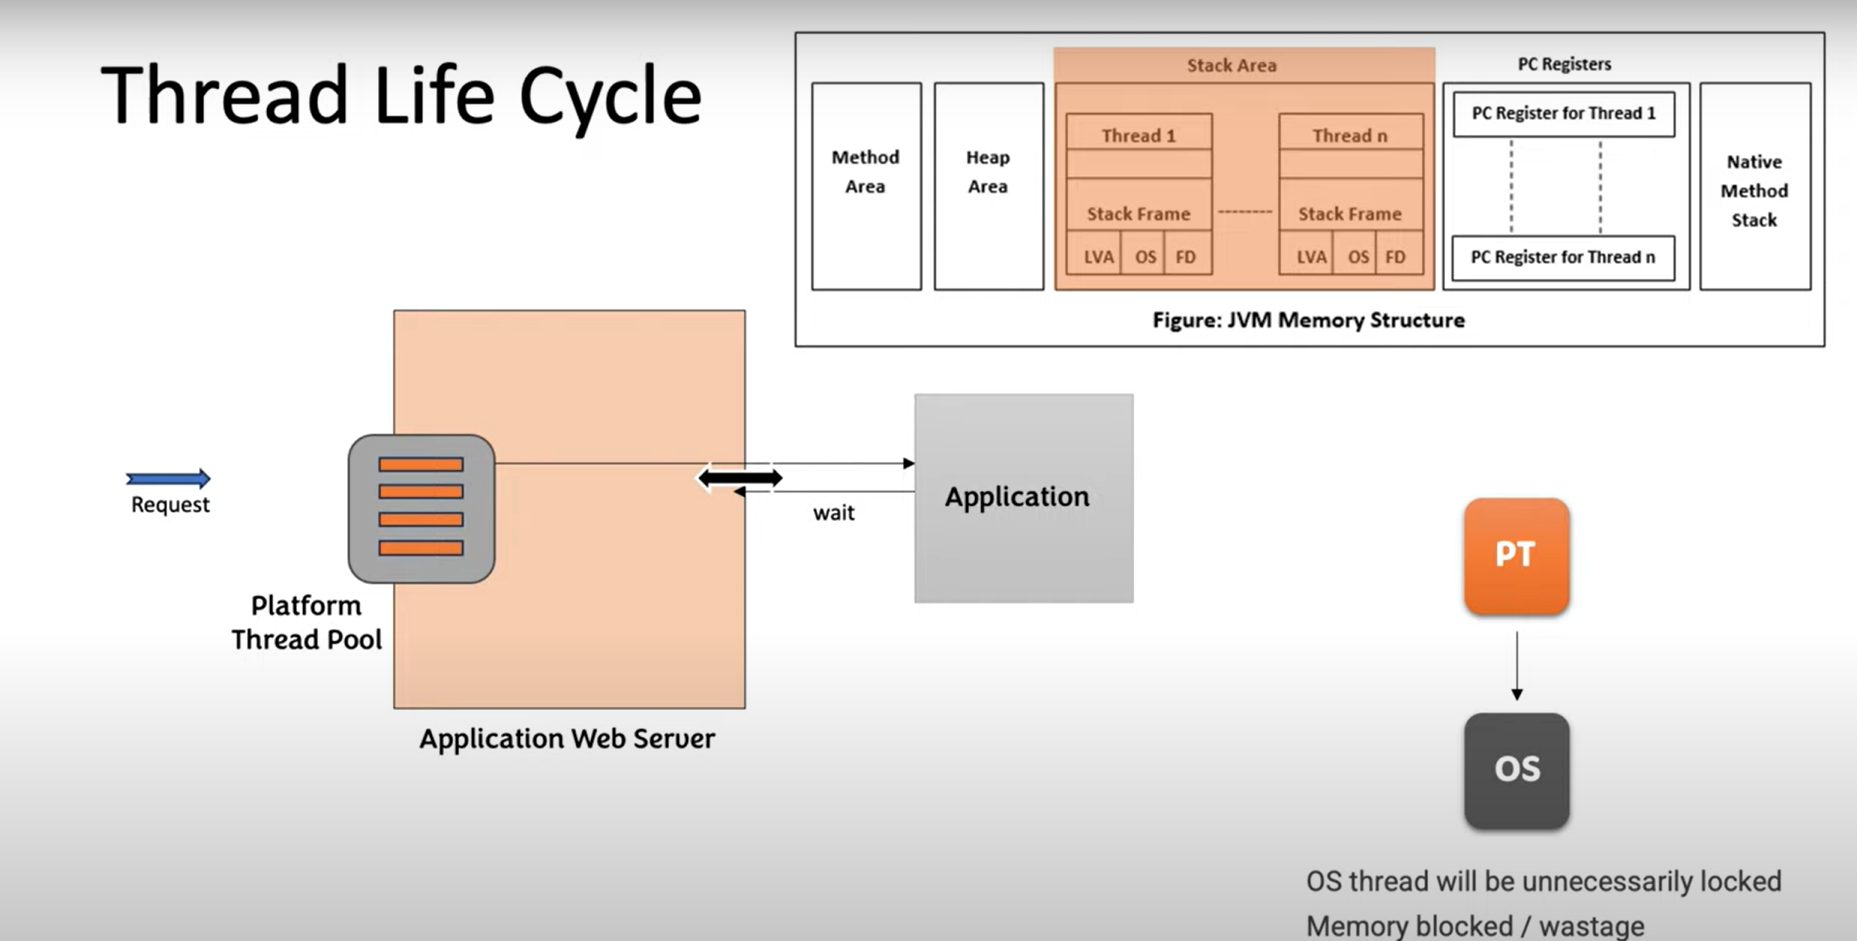 Thread Life Cycle
Stack Area
PC Registers
Method
Area
Heap
Area
Thread 1
Stack Frame
LVA OS FD
Thread n
Stack Frame
LVA OS FD
PC Register for Thread 1
PC Register for Thread n
Native
Method
Stack
Figure: JVM Memory Structure
Request
Platform
Thread Pool
Application Web Server
wait
Application
PT
OS
OS thread will be unnecessarily locked
Memory blocked / wastage